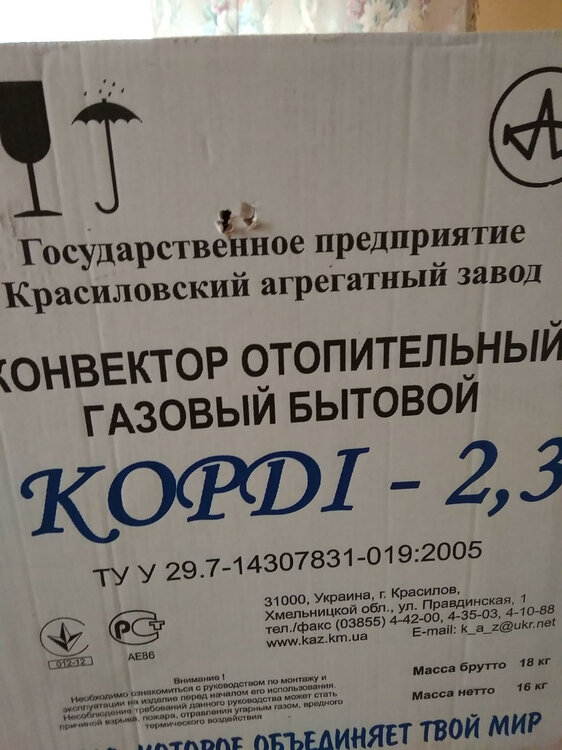 КА
Государственное предприятие
Красиловский агрегатный завод
КОНВЕКТОР ОТОПИТЕЛЬНЫЙ
ГАЗОВЫЙ БЫТОВОЙ
КОРДІ - 2,3
ТУ У 29.7-14307831-019:2005
31000, Украина, г. Красилов,
Хмельницкой обл., ул. Правдинская, 1
тел./факс (03855) 4-42-00, 4-35-03, 4-10-88
www.kaz.km.ua E-mail: k_a_z@ukr.net
012-12
РСТ
АЕ86
Внимание !
Необходимо ознакомиться с руководством по монтажу и
эксплуатации на изделие перед началом его использования.
Несоблюдение требований данного руководства может стать
причиной взрыва, пожара, отравления угарным газом, вредного
термического воздействия
Масса брутто 18 кг
Масса нетто 16 кг
КОТОРОЕ ОБЪЕДИНЯЕТ ТВОЙ МИР